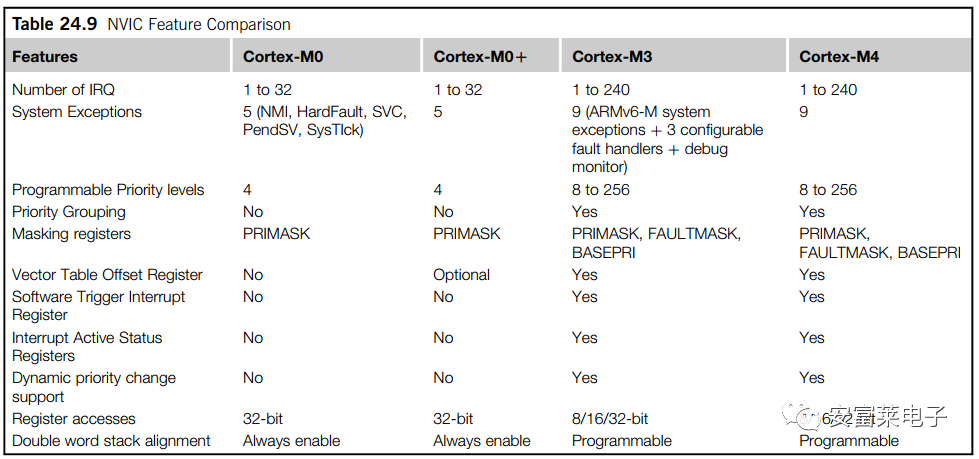 Table 24.9 NVIC Feature Comparison
Features Cortex-M0 Cortex-M0+ Cortex-M3 Cortex-M4
Number of IRQ 1 to 32 1 to 32 1 to 240 1 to 240
System Exceptions 5 (NMI, HardFault, SVC, PendSV, SysTIck) 5 9 (ARMv6-M system exceptions + 3 configurable fault handlers + debug monitor) 9
Programmable Priority levels 4 4 8 to 256 8 to 256
Priority Grouping No No Yes Yes
Masking registers PRIMASK PRIMASK PRIMASK, FAULTMASK, BASEPRI PRIMASK, FAULTMASK, BASEPRI
Vector Table Offset Register No Optional Yes Yes
Software Trigger Interrupt Register No No Yes Yes
Interrupt Active Status Registers No No Yes Yes
Dynamic priority change support No No Yes Yes
Register accesses 32-bit 32-bit 8/16/32-bit
安富莱电子
Double word stack alignment Always enable Always enable Programmable Programmable